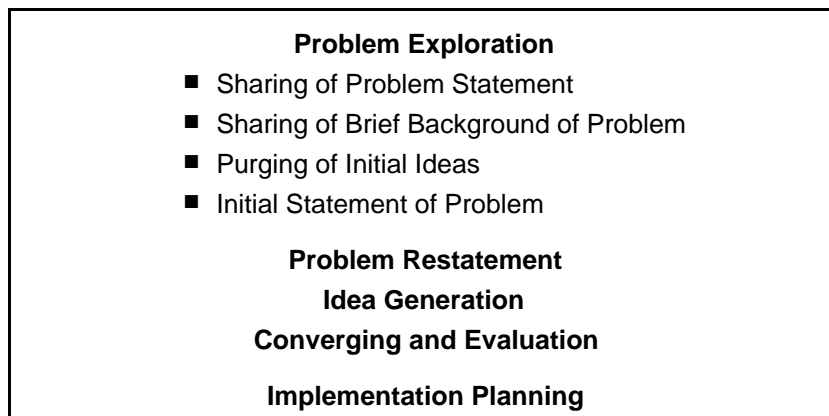 Problem Exploration
■ Sharing of Problem Statement
■ Sharing of Brief Background of Problem
■ Purging of Initial Ideas
■ Initial Statement of Problem
Problem Restatement
Idea Generation
Converging and Evaluation
Implementation Planning